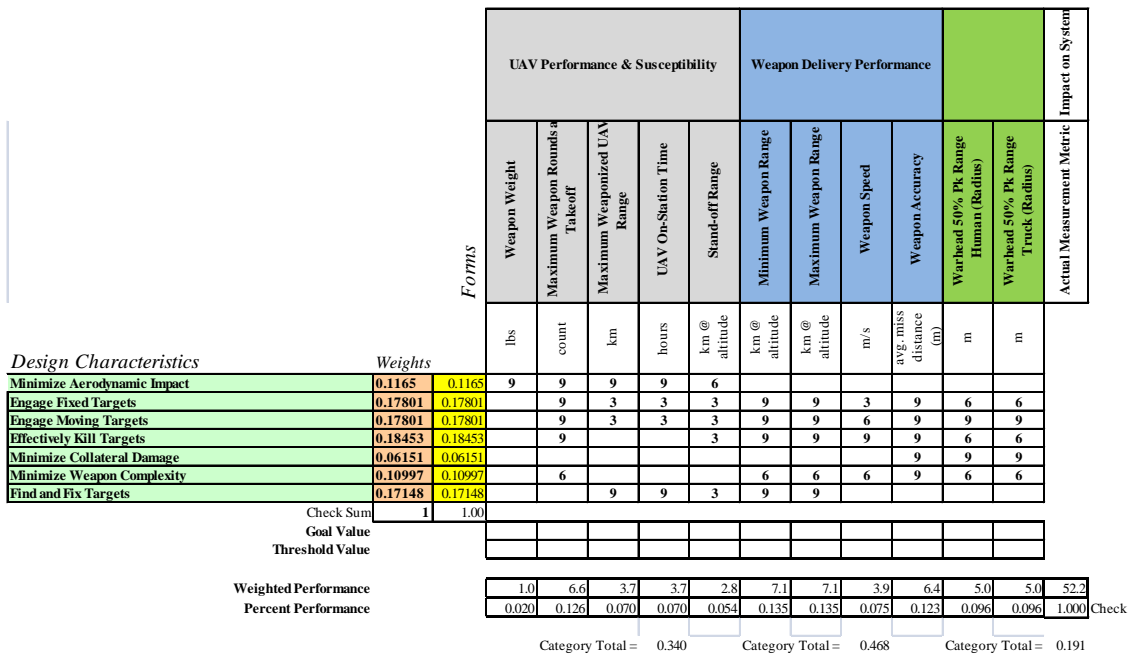 UAV Performance & Susceptibility Weapon Delivery Performance Impact on System
Forms Weapon Weight Maximum Weapon Rounds a Takeoff Maximum Weaponized UAV Range UAV On-Station Time Stand-off Range Minimum Weapon Range Maximum Weapon Range Weapon Speed Weapon Accuracy Warhead 50% Pk Range Human (Radius) Warhead 50% Pk Range Truck (Radius) Actual Measurement Metric
lbs count km hours km @ altitude km @ altitude km @ altitude m/s avg. miss distance (m) m m
Design Characteristics Weights
Minimize Aerodynamic Impact 0.1165 0.1165 9 9 9 9 6
Engage Fixed Targets 0.17801 0.17801 9 3 3 3 9 9 3 9 6 6
Engage Moving Targets 0.17801 0.17801 9 3 3 3 9 9 6 9 9 9
Effectively Kill Targets 0.18453 0.18453 9 3 9 9 9 9 6 6
Minimize Collateral Damage 0.06151 0.06151 9 9 9
Minimize Weapon Complexity 0.10997 0.10997 6 6 6 6 9 6 6
Find and Fix Targets 0.17148 0.17148 9 9 3 9 9
Check Sum 1 1.00
Goal Value
Threshold Value
Weighted Performance 1.0 6.6 3.7 3.7 2.8 7.1 7.1 3.9 6.4 5.0 5.0 52.2
Percent Performance 0.020 0.126 0.070 0.070 0.054 0.135 0.135 0.075 0.123 0.096 0.096 1.000 Check
Category Total = 0.340 Category Total = 0.468 Category Total = 0.191